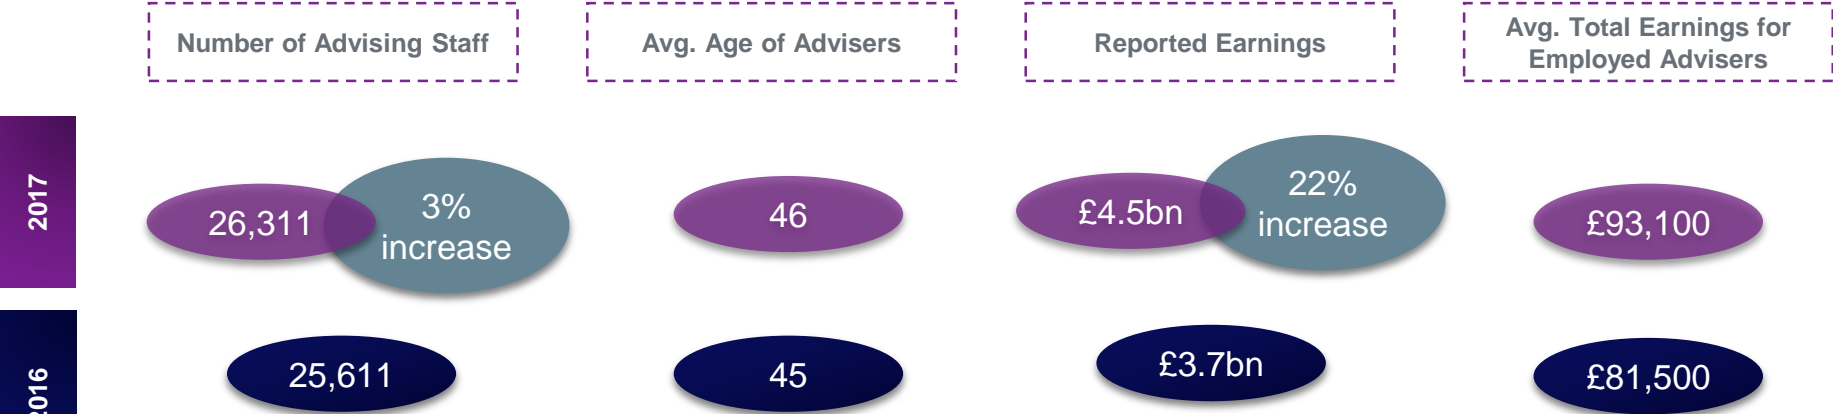 Number of Advising Staff
Avg. Age of Advisers
Reported Earnings
Avg. Total Earnings for
Employed Advisers
2017
26,311
3%
increase
46
£4.5bn
22%
increase
£93,100
2016
25,611
45
£3.7bn
£81,500